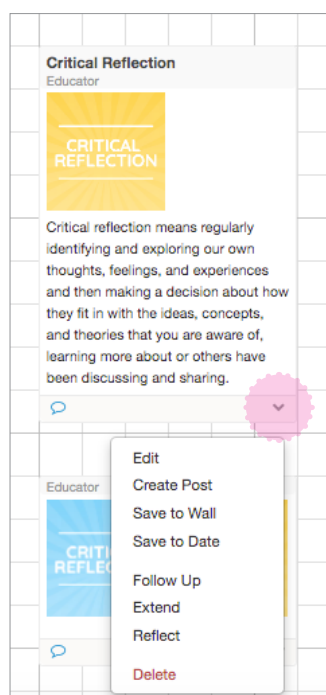 Critical Reflection
Educator
CRITICAL
REFLECTION
Critical reflection means regularly
identifying and exploring our own
thoughts, feelings, and experiences
and then making a decision about how
they fit in with the ideas, concepts,
and theories that you are aware of,
learning more about or others have
been discussing and sharing.
Edit
Create Post
Save to Wall
Save to Date
Follow Up
Extend
Reflect
Delete
Educator
CRITI
REFLEC